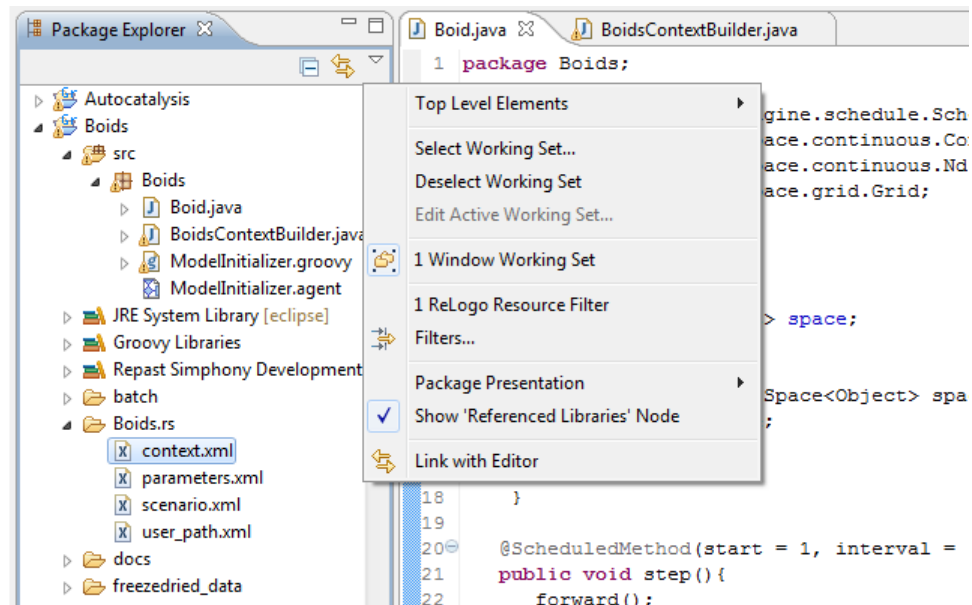 Package Explorer
Boid.java
BoidsContextBuilder.java
Autocatalysis
Boids
src
Boids
Boid.java
BoidsContextBuilder.java
ModelInitializer.groovy
ModelInitializer.agent
JRE System Library [eclipse]
Groovy Libraries
Repast Simphony Development
batch
Boids.rs
context.xml
parameters.xml
scenario.xml
user_path.xml
docs
freezedried_data
Top Level Elements
Select Working Set...
Deselect Working Set
Edit Active Working Set...
1 Window Working Set
1 ReLogo Resource Filter
Filters...
Package Presentation
Show 'Referenced Libraries' Node
Link with Editor
1 package Boids;
gine.schedule.Sch
ace.continuous.Co
ace.continuous.Nd
ace.grid.Grid;
> space;
Space<Object> spa
;
18 }
19
20 @ScheduledMethod(start = 1, interval =
21 public void step(){
22 forward();